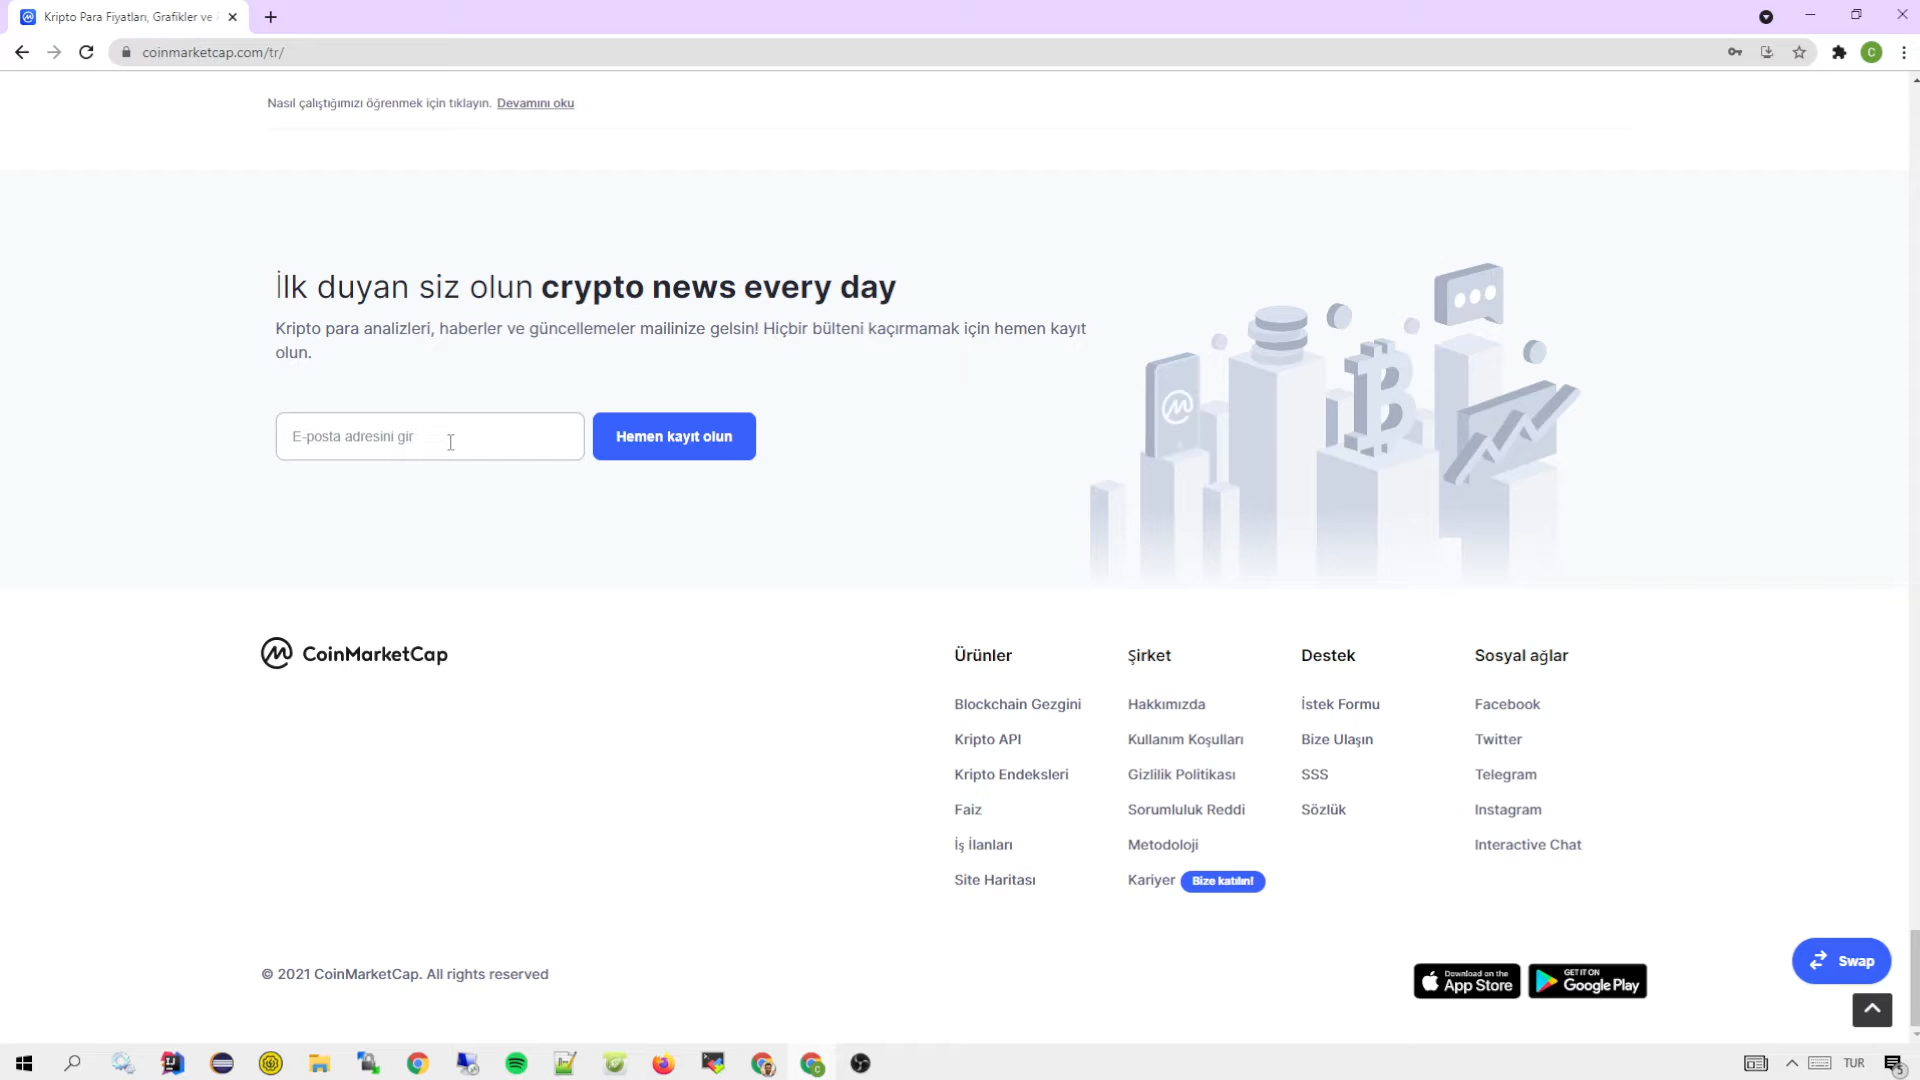 Kripto Para Fiyatları, Grafikler ve
coinmarketcap.com/tr/
C
Nasıl çalıştığımızı öğrenmek için tıklayın. Devamını oku
İlk duyan siz olun crypto news every day
Kripto para analizleri, haberler ve güncellemeler mailinize gelsin! Hiçbir bülteni kaçırmamak için hemen kayıt
olun.
E-posta adresini gir
Hemen kayıt olun
CoinMarketCap
Ürünler
Blockchain Gezgini
Kripto API
Kripto Endeksleri
Faiz
İş İlanları
Site Haritası
Şirket
Hakkımızda
Kullanım Koşulları
Gizlilik Politikası
Sorumluluk Reddi
Metodoloji
Kariyer Bize katılın!
Destek
İstek Formu
Bize Ulaşın
SSS
Sözlük
Sosyal ağlar
Facebook
Twitter
Telegram
Instagram
Interactive Chat
Swap
© 2021 CoinMarketCap. All rights reserved
Download on the
App Store
GET IT ON
Google Play
TUR
5